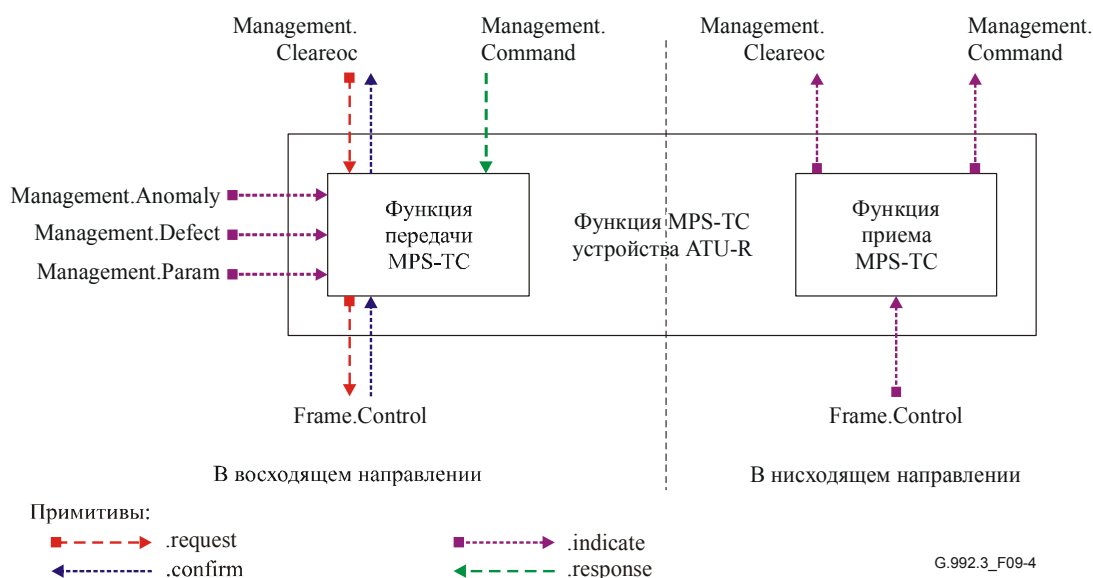 Management.
Cleareoc
Management.
Command
Management.
Cleareoc
Management.
Command
Management.Anomaly
Management.Defect
Management.Param
Функция
передачи
MPS-TC
Функция MPS-TC
устройства ATU-R
Функция
приема
MPS-TC
Frame.Control
Frame.Control
В восходящем направлении
В нисходящем направлении
Примитивы:
.request
.indicate
.confirm
.response
G.992.3_F09-4